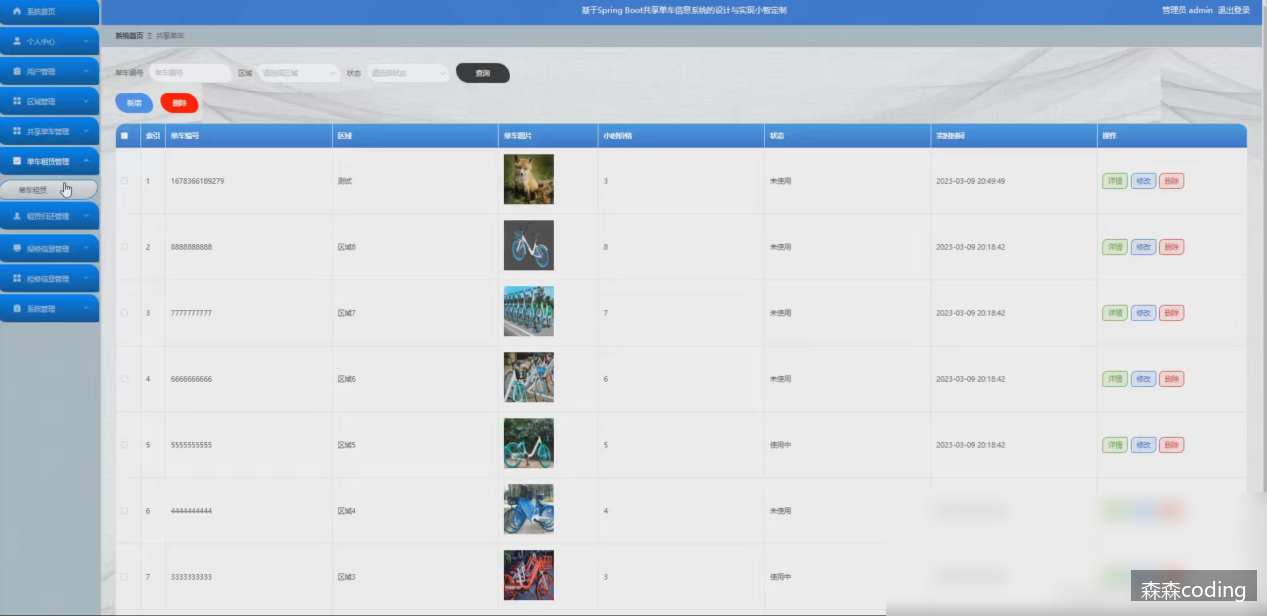 基于Spring Boot共享单车信息系统的设计与实现小智定制
管理员 admin 退出登录
系统首页
个人中心
用户管理
区域管理
共享单车管理
单车租赁管理
单车租赁
租赁归还管理
报修信息管理
检修信息管理
系统管理
系统首页 Ξ 共享单车
单车编号 单车编号 区域 请选择区域 状态 请选择状态 查询
新增 删除
索引 单车编号 区域 单车图片 小时价格 状态 实时时间 操作
1 1678366189279 测试 3 未使用 2023-03-09 20:49:49 详情 修改 删除
2 8888888888 区域8 8 未使用 2023-03-09 20:18:42 详情 修改 删除
3 7777777777 区域7 7 未使用 2023-03-09 20:18:42 详情 修改 删除
4 6666666666 区域6 6 未使用 2023-03-09 20:18:42 详情 修改 删除
5 5555555555 区域5 5 使用中 2023-03-09 20:18:42 详情 修改 删除
6 4444444444 区域4 4 未使用
7 3333333333 区域3 3 使用中
森森coding